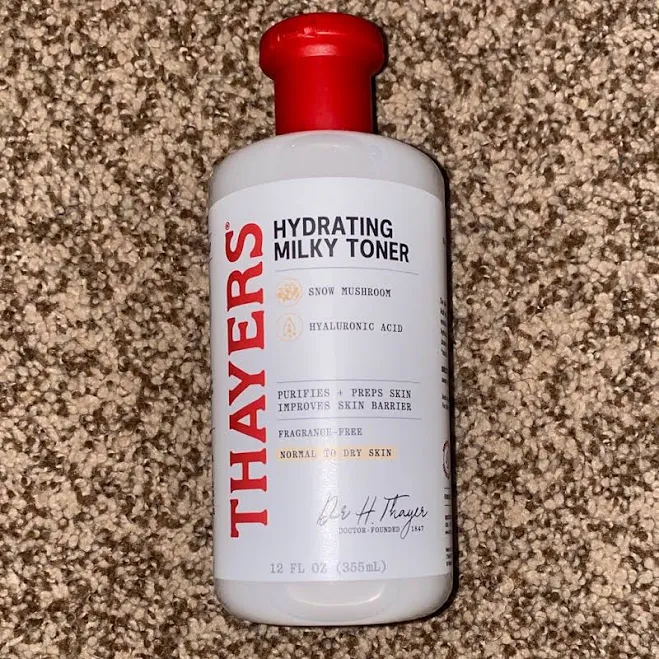 THAYERS®
HYDRATING
MILKY TONER
SNOW MUSHROOM
HYALURONIC ACID
PURIFIES + PREPS SKIN
IMPROVES SKIN BARRIER
FRAGRANCE-FREE
NORMAL TO DRY SKIN
Dr H. Thayer
DOCTOR-FOUNDED 1847
12 FL OZ (355mL)